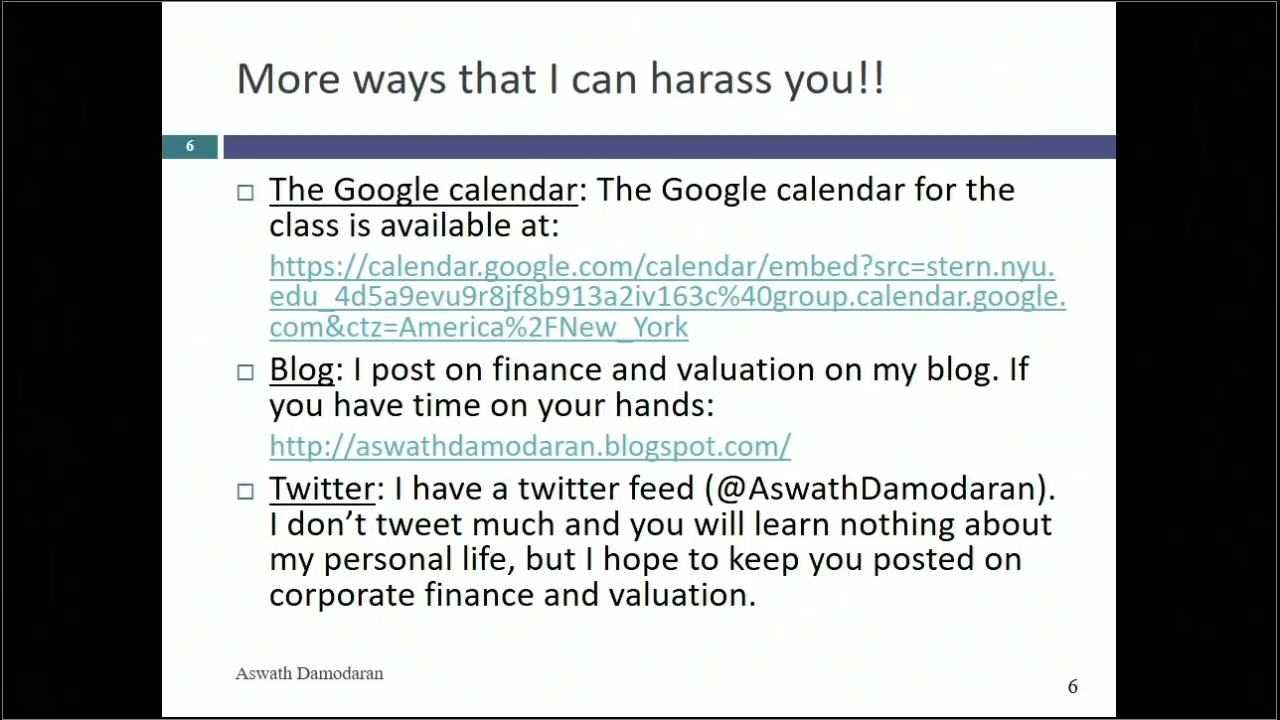 More ways that I can harass you!!
6
The Google calendar: The Google calendar for the
class is available at:
https://calendar.google.com/calendar/embed?src=stern.nyu.
edu_4d5a9evu9r8jf8b913a2iv163c%40group.calendar.google.
com&ctz=America%2FNew_York
Blog: I post on finance and valuation on my blog. If
you have time on your hands:
http://aswathdamodaran.blogspot.com/
Twitter: I have a twitter feed (@AswathDamodaran).
I don’t tweet much and you will learn nothing about
my personal life, but I hope to keep you posted on
corporate finance and valuation.
Aswath Damodaran
6